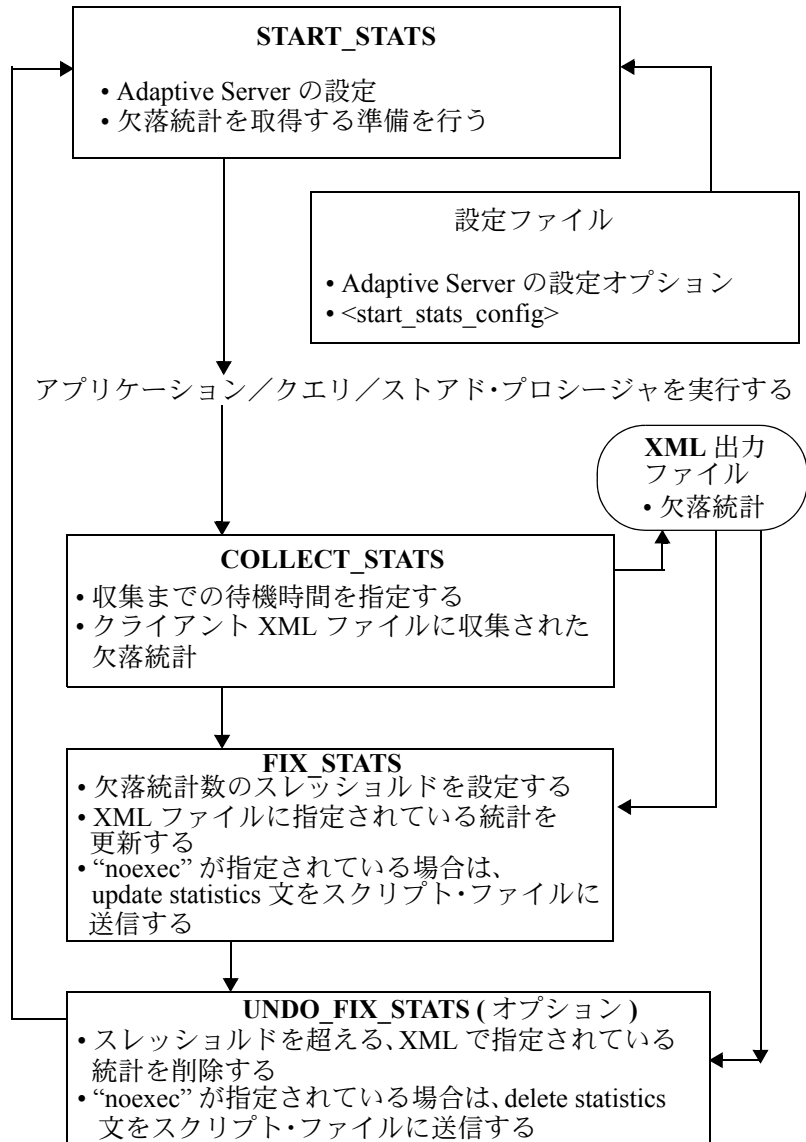 START_STATS
• Adaptive Server の設定
• 欠落統計を取得する準備を行う
設定ファイル
• Adaptive Server の設定オプション
• <start_stats_config>
アプリケーション／クエリ／ストアド・プロシージャを実行する
XML 出力
ファイル
• 欠落統計
COLLECT_STATS
• 収集までの待機時間を指定する
• クライアント XML ファイルに収集された
欠落統計
FIX_STATS
• 欠落統計数のスレッショルドを設定する
• XML ファイルに指定されている統計を
更新する
• “noexec” が指定されている場合は、
update statistics 文をスクリプト・ファイルに
送信する
UNDO_FIX_STATS ( オプション )
• スレッショルドを超える、XML で指定されている
統計を削除する
• “noexec” が指定されている場合は、delete statistics
文をスクリプト・ファイルに送信する